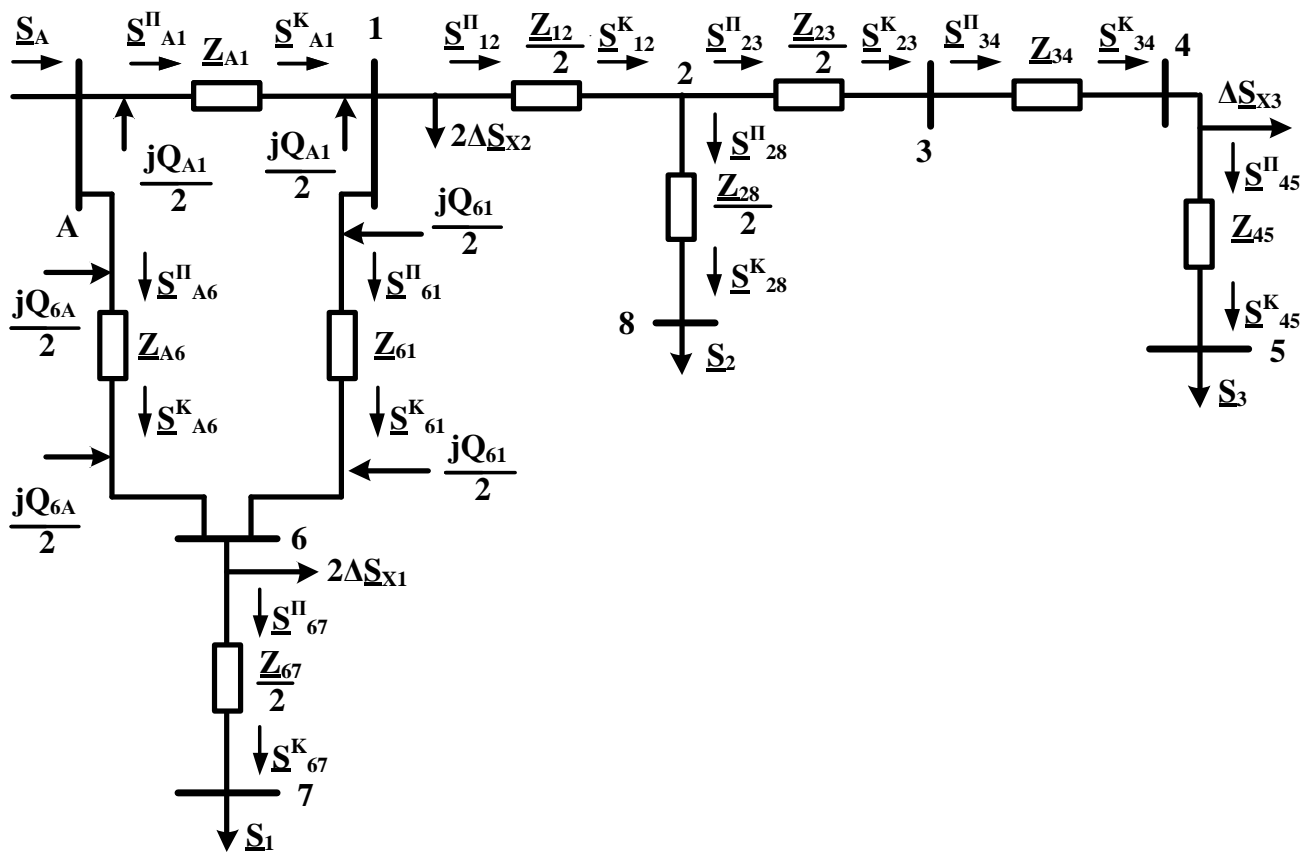 S_A
S^П_A1
Z_A1
S^К_A1
1
S^П_12
Z_12/2
S^К_12
S^П_23
Z_23/2
S^К_23
S^П_34
Z_34
S^К_34
4
2
3
jQ_A1/2
jQ_A1/2
2ΔS_X2
ΔS_X3
A
jQ_61/2
S^П_28
Z_28/2
S^К_28
8
S_2
S^П_45
Z_45
S^К_45
5
S_3
jQ_6A/2
S^П_A6
Z_A6
S^К_A6
jQ_6A/2
S^П_61
Z_61
S^К_61
jQ_61/2
6
2ΔS_X1
S^П_67
Z_67/2
S^К_67
7
S_1